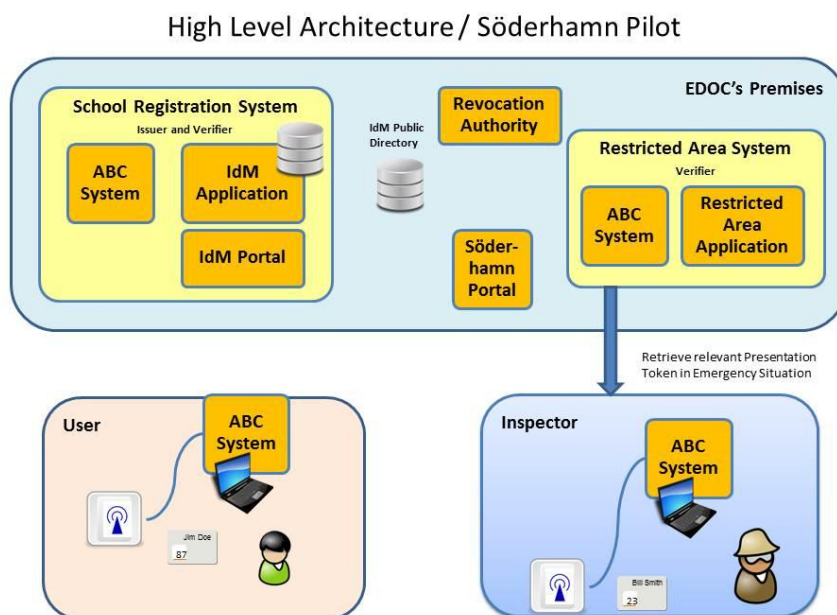 High Level Architecture / Söderhamn Pilot
EDOC's Premises
School Registration System
Issuer and Verifier
ABC
System
IdM
Application
IdM Portal
IdM Public
Directory
Revocation
Authority
Söder-
hamn
Portal
Restricted Area System
Verifier
ABC
System
Restricted
Area
Application
Retrieve relevant Presentation
Token in Emergency Situation
User
ABC
System
Jim Doe
87
Inspector
ABC
System
Bill Smith
23